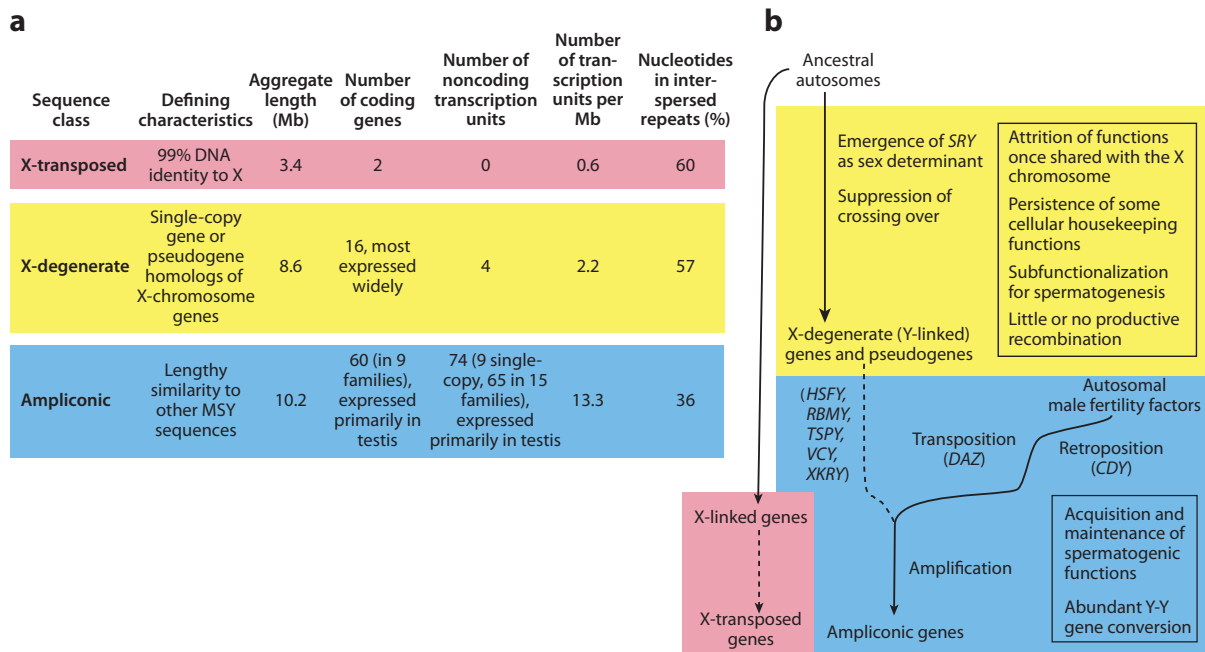 a
Sequence
class
Defining
characteristics
Aggregate
length
(Mb)
Number
of coding
genes
Number of
noncoding
transcription
units
Number
of tran-
scription
units per
Mb
Nucleotides
in inter-
spersed
repeats (%)
X-transposed
99% DNA
identity to X
3.4
2
0
0.6
60
X-degenerate
Single-copy
gene or
pseudogene
homologs of
X-chromosome
genes
8.6
16, most
expressed
widely
4
2.2
57
Ampliconic
Lengthy
similarity to
other MSY
sequences
10.2
60 (in 9
families),
expressed
primarily in
testis
74 (9 single-
copy, 65 in 15
families),
expressed
primarily in testis
13.3
36
b
Ancestral
autosomes
Emergence of SRY
as sex determinant
Suppression of
crossing over
Attrition of functions
once shared with the X
chromosome
Persistence of some
cellular housekeeping
functions
Subfunctionalization
for spermatogenesis
Little or no productive
recombination
X-degenerate (Y-linked)
genes and pseudogenes
(HSFY,
RBMY,
TSPY,
VCY,
XKRY)
Autosomal
male fertility factors
Transposition
(DAZ)
Retroposition
(CDY)
X-linked genes
Amplification
Acquisition and
maintenance of
spermatogenic
functions
Abundant Y-Y
gene conversion
X-transposed
genes
Ampliconic genes